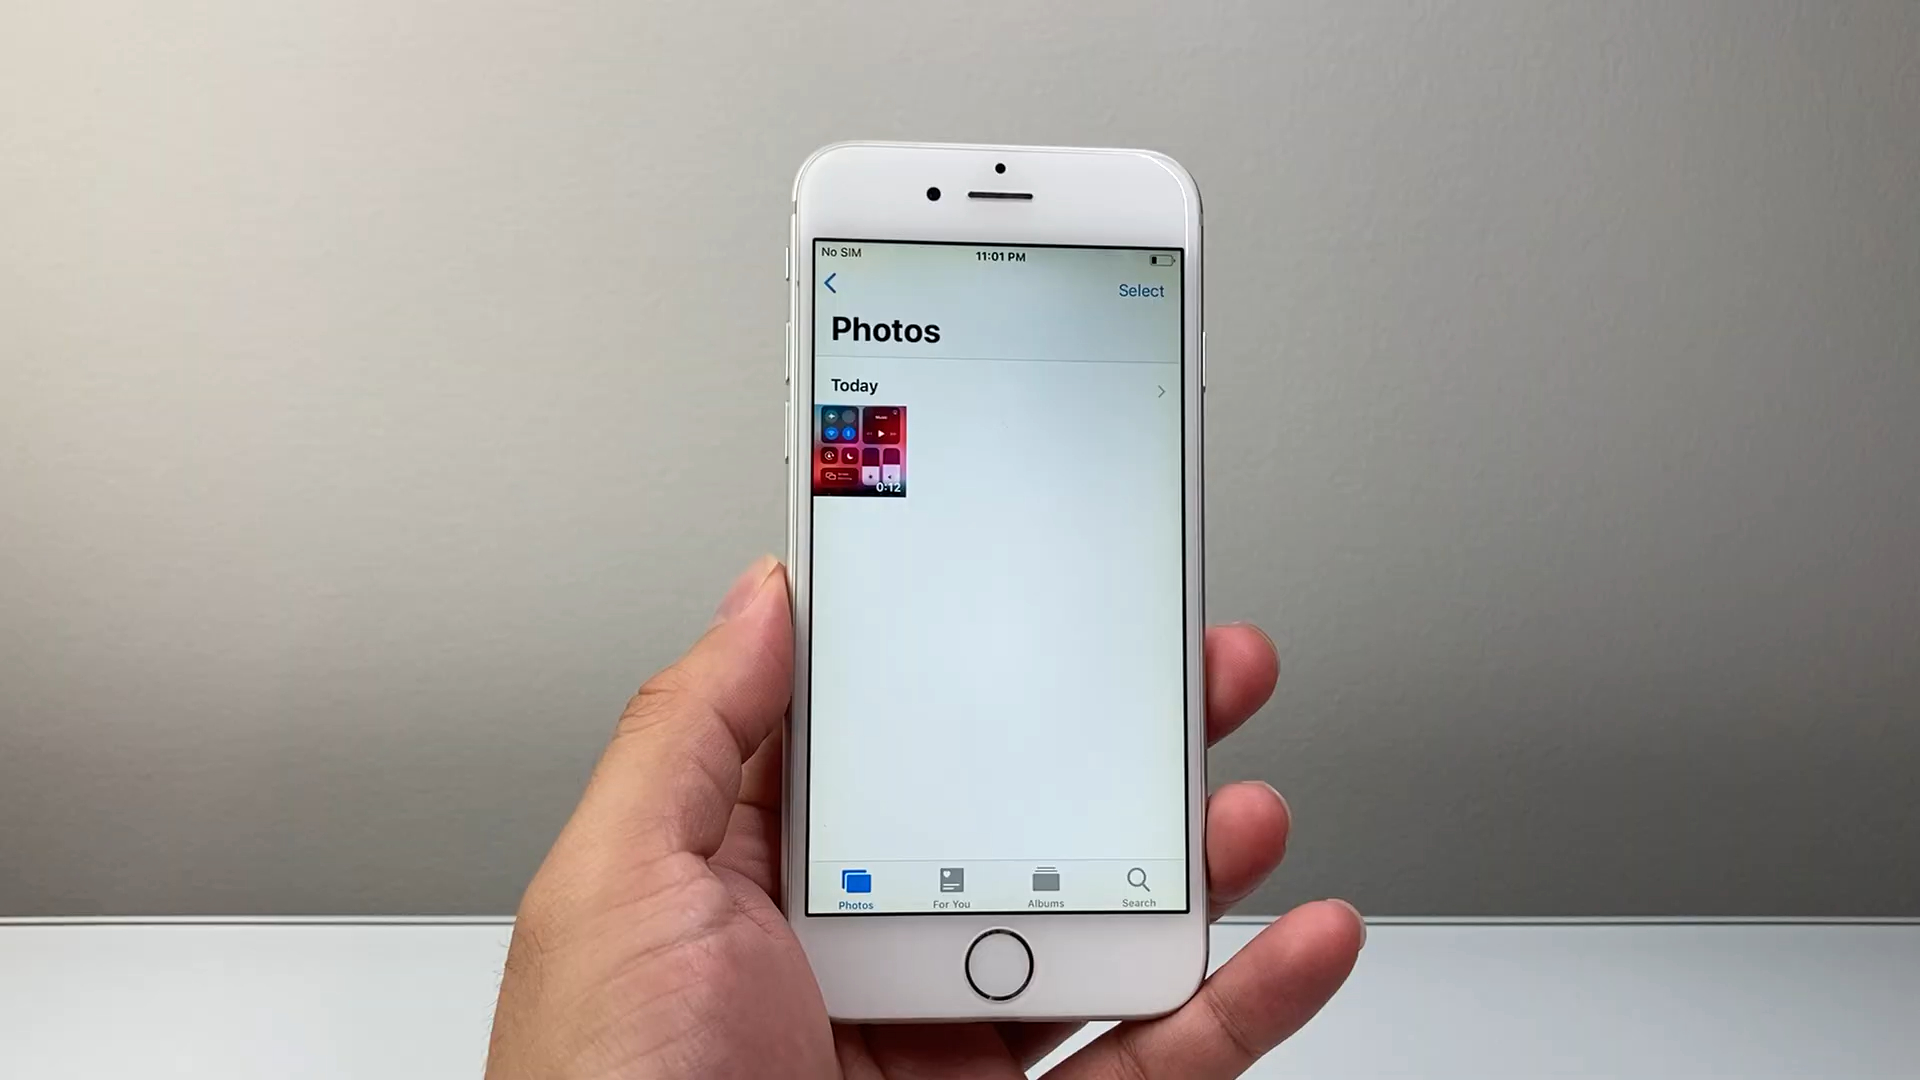 No SIM
11:01 PM
Select
Photos
Today
0:12
Photos
For You
Albums
Search